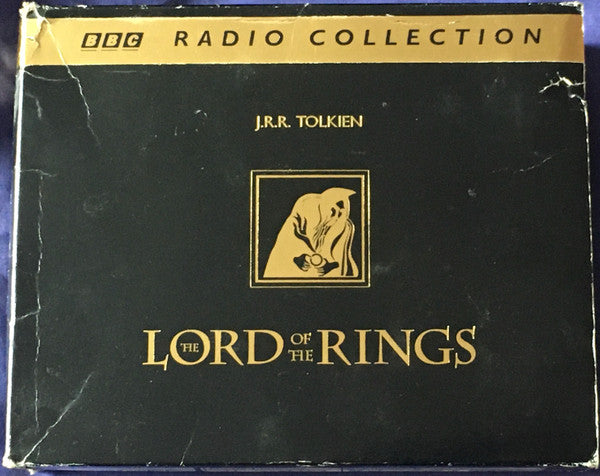 BBC RADIO COLLECTION
J.R.R. TOLKIEN
THE LORD OF THE RINGS